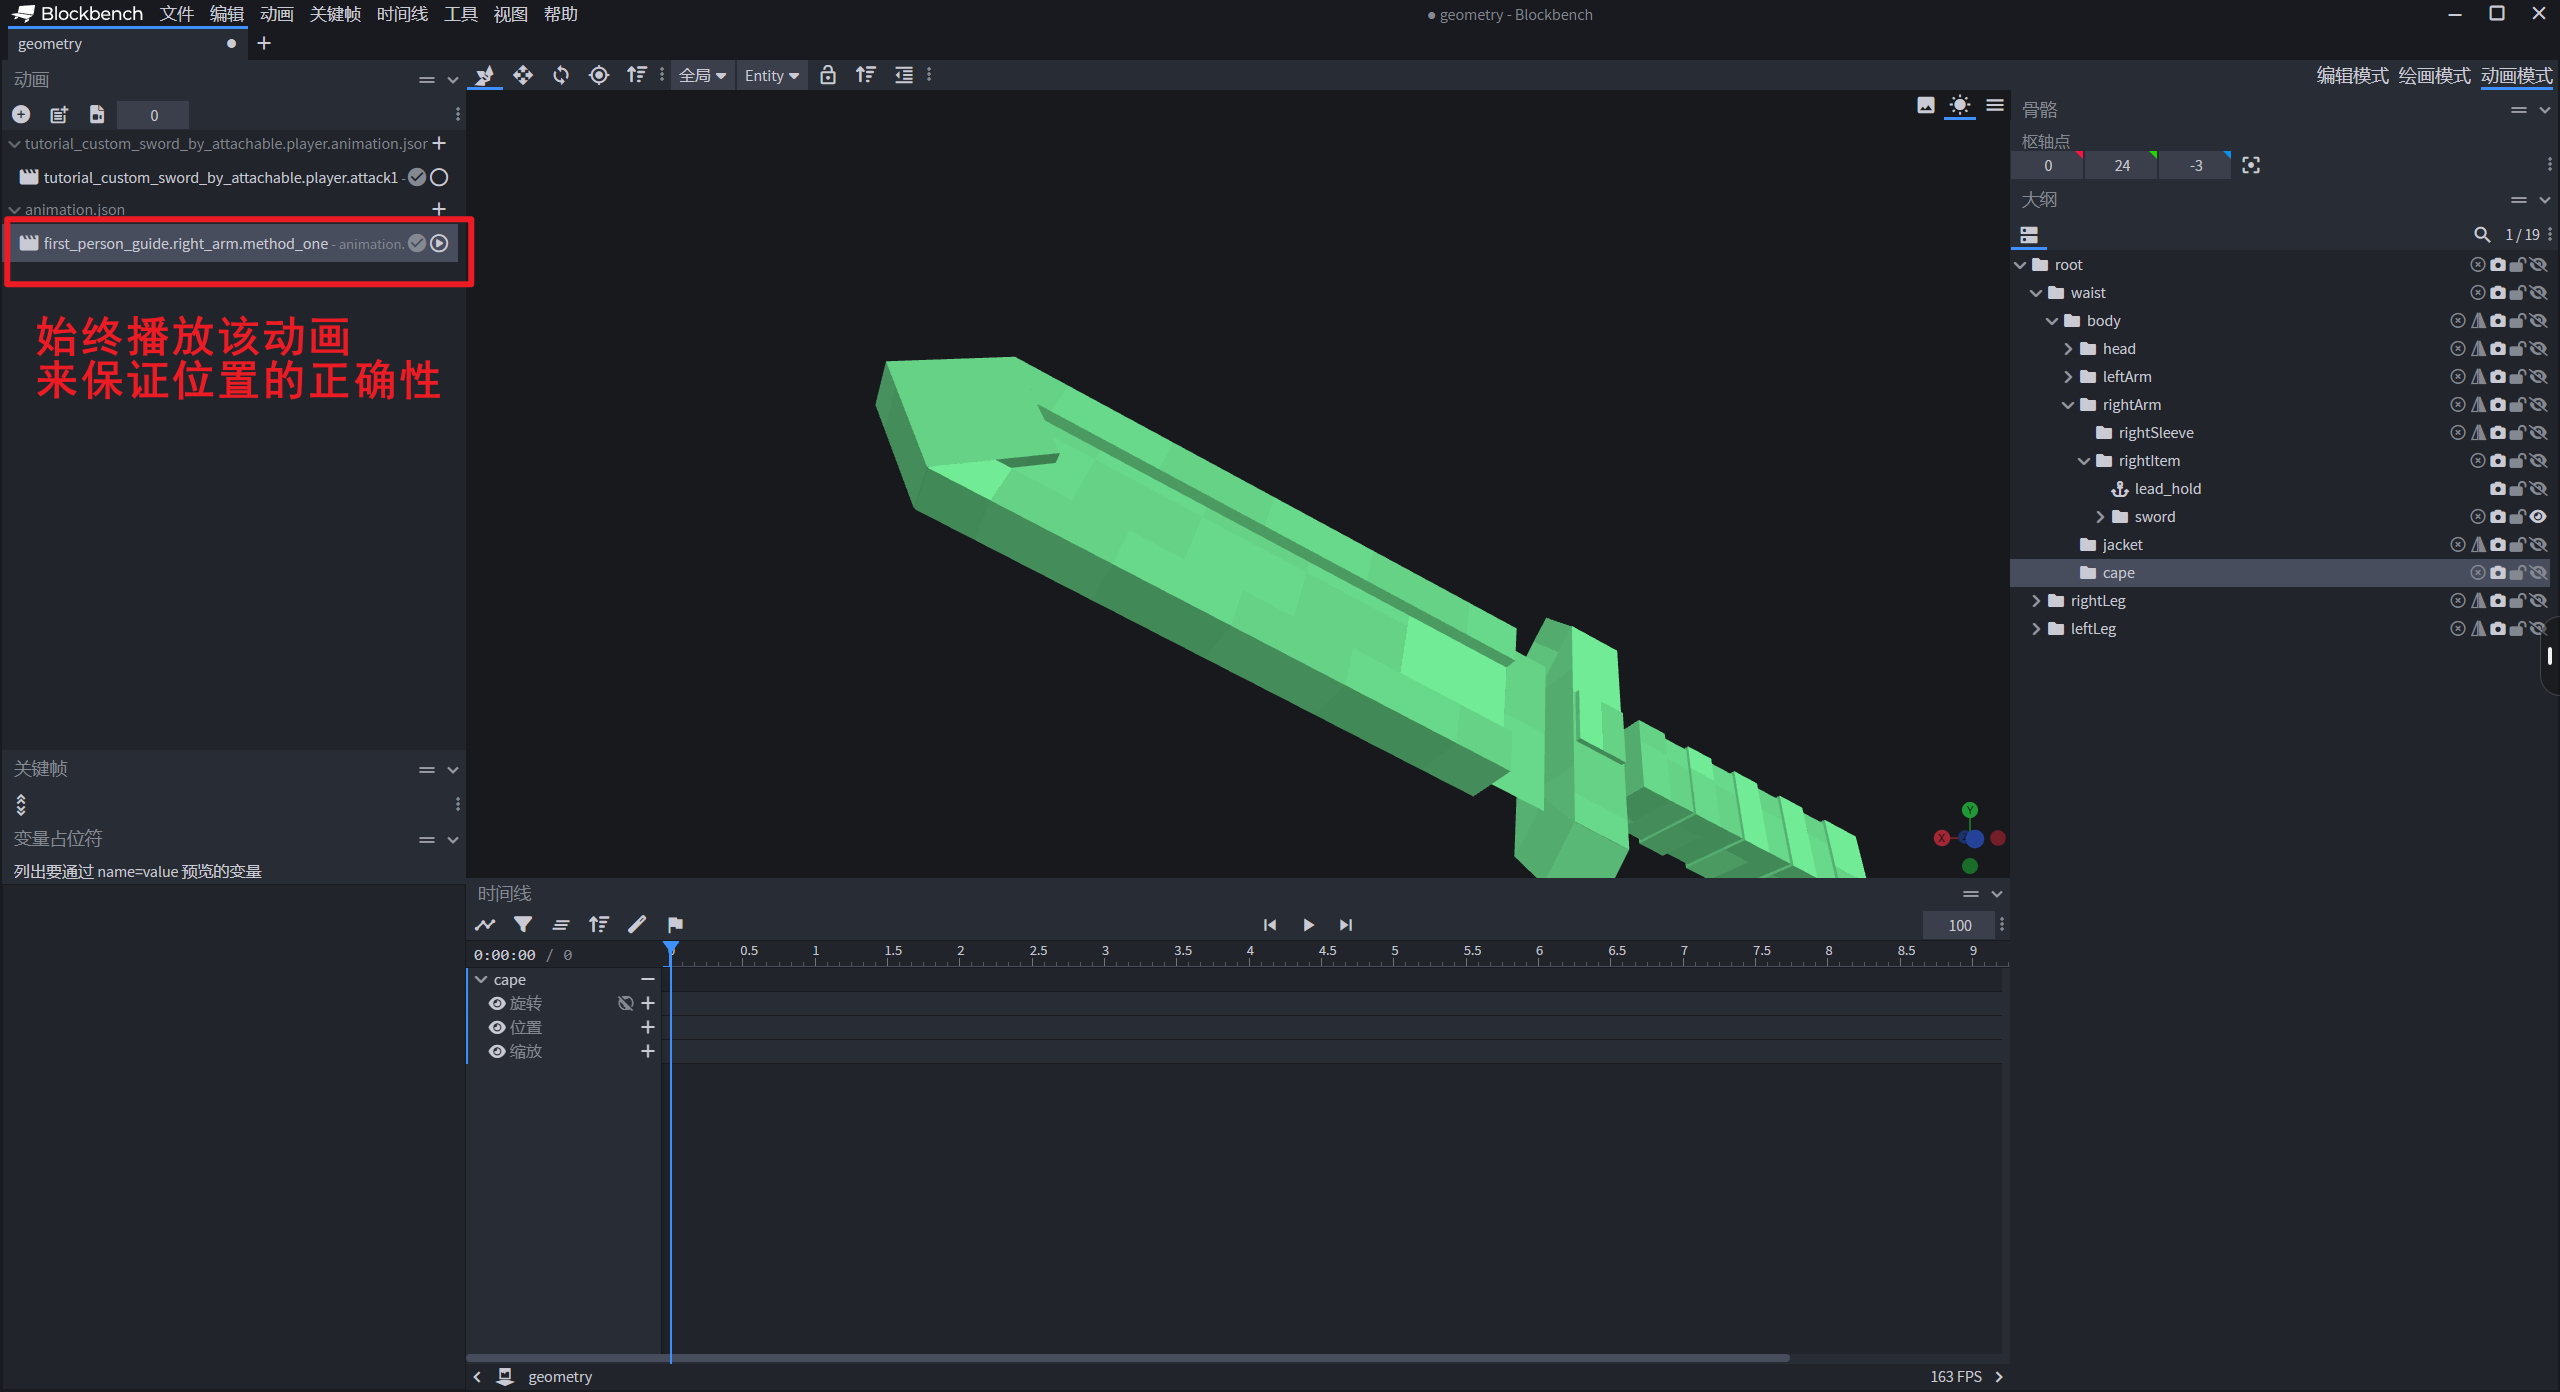 Blockbench 文件 编辑 动画 关键帧 时间线 工具 视图 帮助
geometry - Blockbench
geometry
动画
0
全局
Entity
编辑模式 绘画模式 动画模式
tutorial_custom_sword_by_attachable.player.animation.jsor
tutorial_custom_sword_by_attachable.player.attack1 -
animation.json
first_person_guide.right_arm.method_one - animation.
始终播放该动画
来保证位置的正确性
骨骼
枢轴点
0 24 -3
大纲
1 / 19
root
waist
body
head
leftArm
rightArm
rightSleeve
rightItem
lead_hold
sword
jacket
cape
rightLeg
leftLeg
Y
X
关键帧
变量占位符
列出要通过 name=value 预览的变量
时间线
100
0:00:00 / 0
0 0.5 1 1.5 2 2.5 3 3.5 4 4.5 5 5.5 6 6.5 7 7.5 8 8.5 9
cape
旋转
位置
缩放
geometry
163 FPS